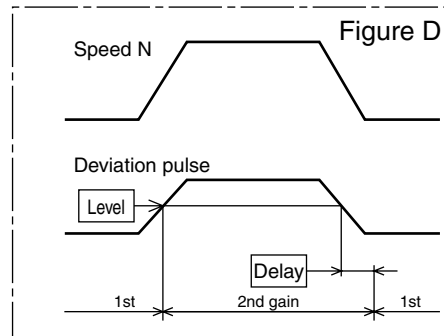 Figure D
Speed N
Deviation pulse
Level
Delay
1st 2nd gain 1st